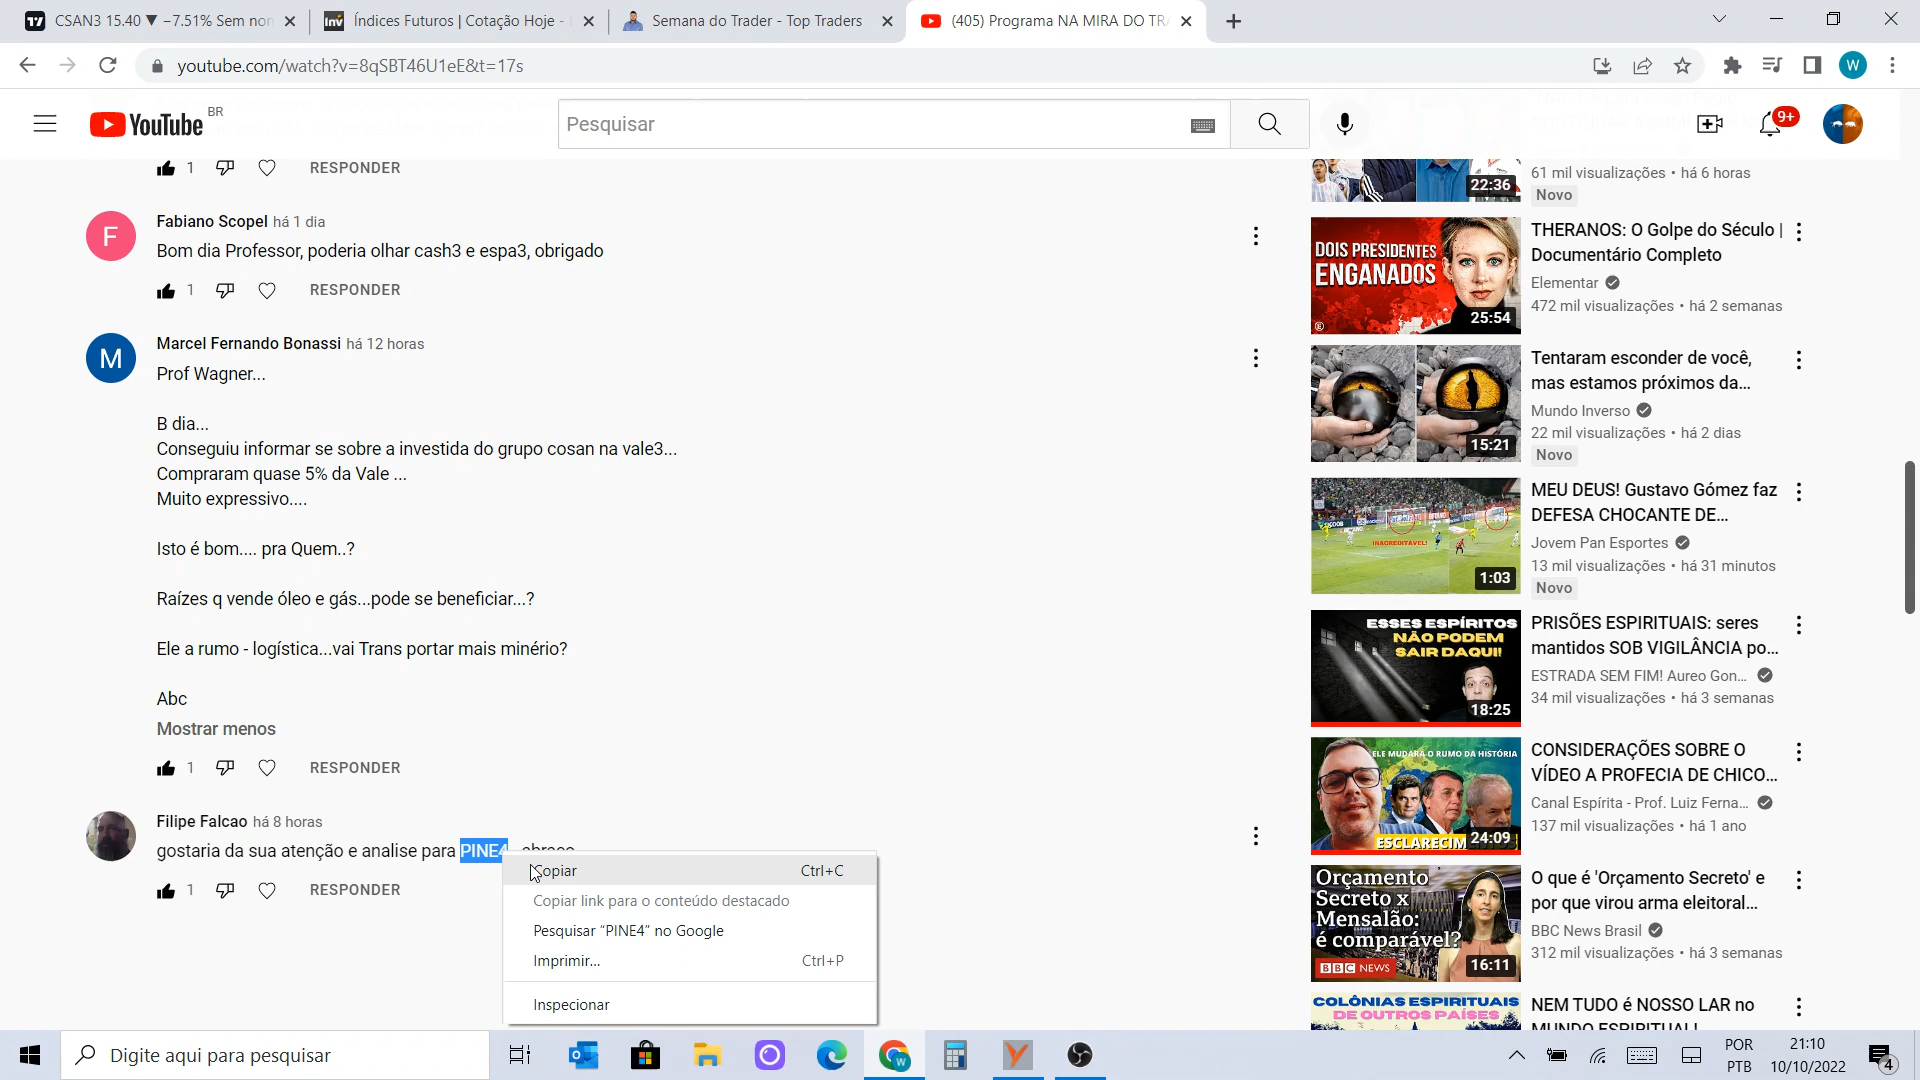 CSAN3 15.40 ▼ −7.51% Sem nom
Índices Futuros | Cotação Hoje -
Semana do Trader - Top Traders
(405) Programa NA MIRA DO TR
youtube.com/watch?v=8qSBT46U1eE&t=17s
W
YouTube BR
Pesquisar
9+
1 RESPONDER
F
Fabiano Scopel há 1 dia
Bom dia Professor, poderia olhar cash3 e espa3, obrigado
1 RESPONDER
M
Marcel Fernando Bonassi há 12 horas
Prof Wagner...
B dia...
Conseguiu informar se sobre a investida do grupo cosan na vale3...
Compraram quase 5% da Vale ...
Muito expressivo....
Isto é bom.... pra Quem..?
Raízes q vende óleo e gás...pode se beneficiar...?
Ele a rumo - logística...vai Trans portar mais minério?
Abc
Mostrar menos
1 RESPONDER
Filipe Falcao há 8 horas
gostaria da sua atenção e analise para PINE4
1 RESPONDER
Copiar Ctrl+C
Copiar link para o conteúdo destacado
Pesquisar “PINE4” no Google
Imprimir... Ctrl+P
Inspecionar
22:36
61 mil visualizações • há 6 horas
Novo
DOIS PRESIDENTES
ENGANADOS
25:54
THERANOS: O Golpe do Século |
Documentário Completo
Elementar
472 mil visualizações • há 2 semanas
15:21
Tentaram esconder de você,
mas estamos próximos da...
Mundo Inverso
22 mil visualizações • há 2 dias
Novo
INACREDITÁVEL!
1:03
MEU DEUS! Gustavo Gómez faz
DEFESA CHOCANTE DE...
Jovem Pan Esportes
13 mil visualizações • há 31 minutos
Novo
ESSES ESPÍRITOS
NÃO PODEM
SAIR DAQUI!
18:25
PRISÕES ESPIRITUAIS: seres
mantidos SOB VIGILÂNCIA po...
ESTRADA SEM FIM! Aureo Gon...
34 mil visualizações • há 3 semanas
ELE MUDARÁ O RUMO DA HISTÓRIA
24:09
CONSIDERAÇÕES SOBRE O
VÍDEO A PROFECIA DE CHICO...
Canal Espírita - Prof. Luiz Ferna...
137 mil visualizações • há 1 ano
Orçamento
Secreto x
Mensalão:
é comparável?
BBC NEWS
16:11
O que é 'Orçamento Secreto' e
por que virou arma eleitoral...
BBC News Brasil
312 mil visualizações • há 3 semanas
COLÔNIAS ESPIRITUAIS
DE OUTROS PAÍSES
NEM TUDO é NOSSO LAR no
MUNDO ESPIRITUAL!
Digite aqui para pesquisar
POR
PTB
21:10
10/10/2022
4